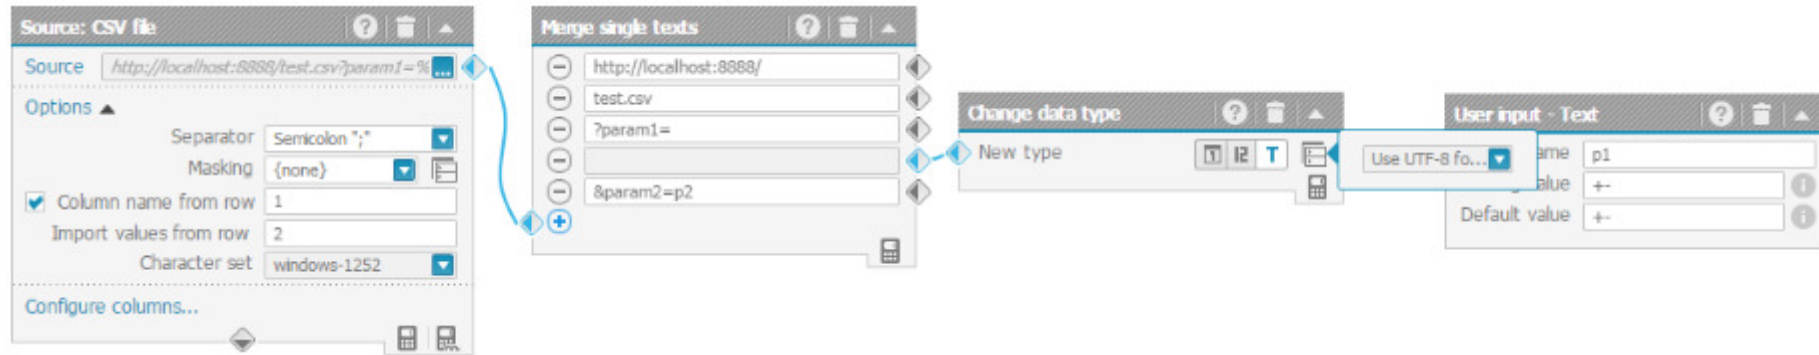 Source: CSV file
Source http://localhost:8888/test.csv?param1=% ...
Options
Separator Semicolon ";"
Masking {none}
Column name from row 1
Import values from row 2
Character set windows-1252
Configure columns...
Merge single texts
http://localhost:8888/
test.csv
?param1=
&param2=p2
Change data type
New type T
Use UTF-8 fo...
User input - Text
ame p1
alue +-
Default value +-